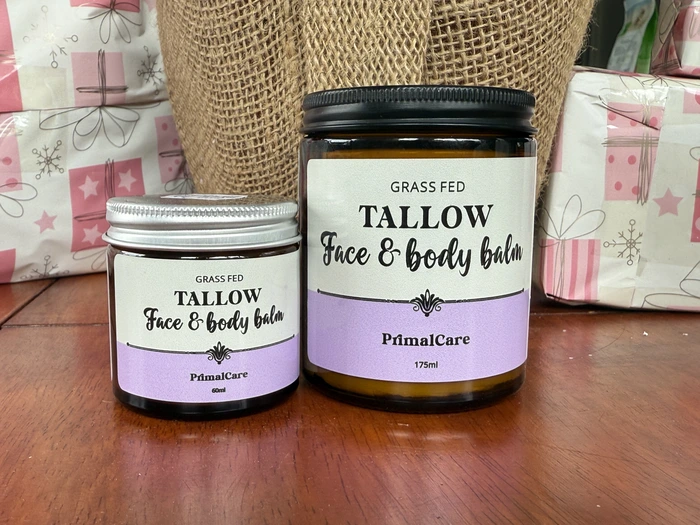 GRASS FED
TALLOW
Face & body balm
PrimalCare
60ml
GRASS FED
TALLOW
Face & body balm
PrimalCare
175ml